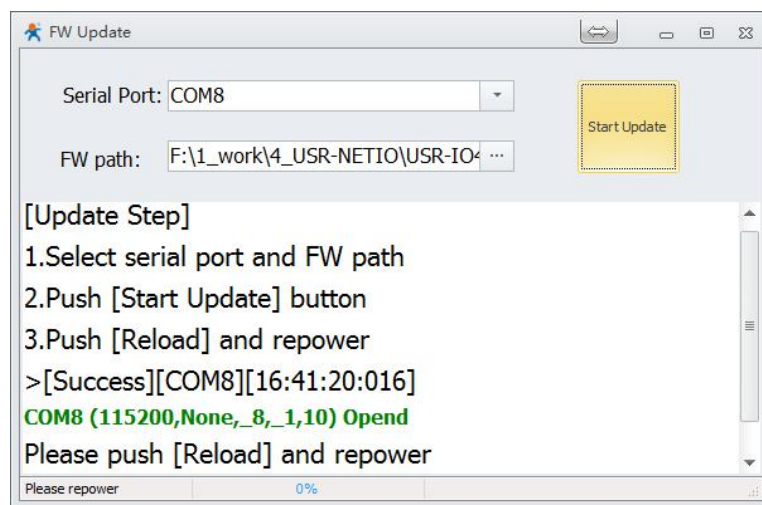 FW Update
Serial Port: COM8
Start Update
FW path: F:\1_work\4_USR-NETIO\USR-IO4 ...
[Update Step]
1.Select serial port and FW path
2.Push [Start Update] button
3.Push [Reload] and repower
>[Success][COM8][16:41:20:016]
COM8 (115200,None,_8,_1,10) Opend
Please push [Reload] and repower
Please repower 0%